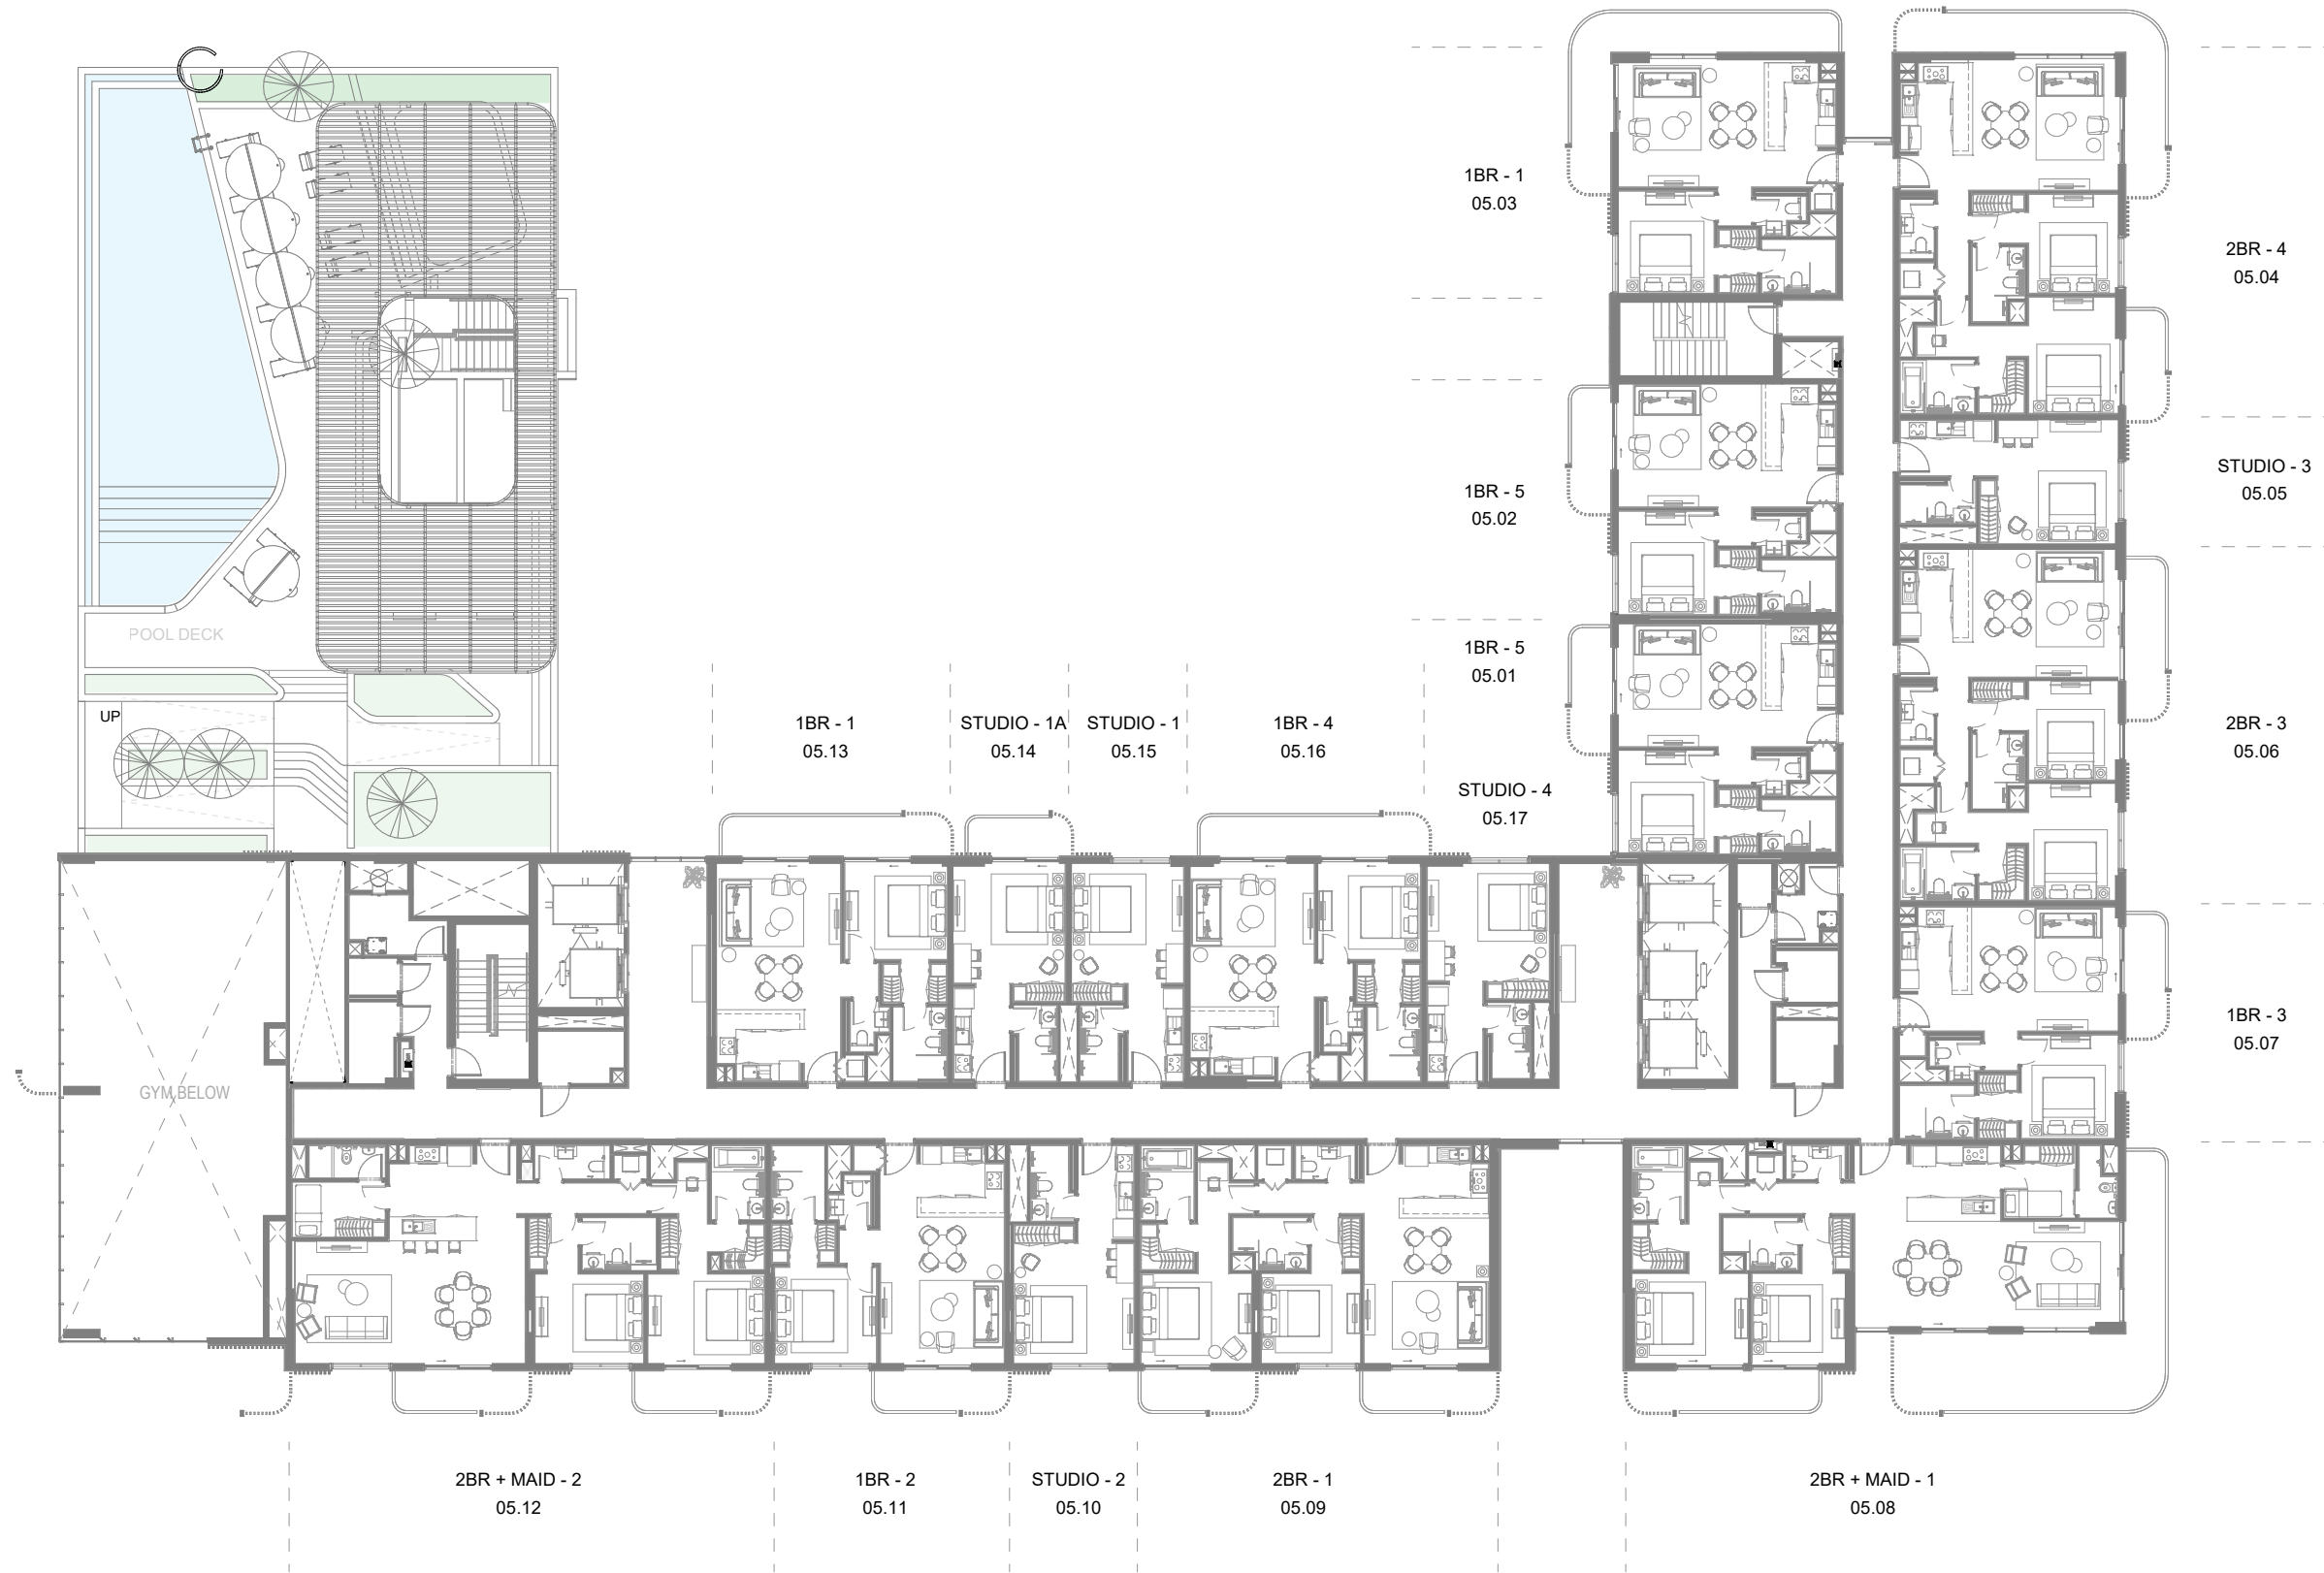 1BR - 1
05.03
2BR - 4
05.04
STUDIO - 3
05.05
1BR - 5
05.02
POOL DECK
1BR - 5
05.01
UP
1BR - 1
05.13
STUDIO - 1A
05.14
STUDIO - 1
05.15
1BR - 4
05.16
2BR - 3
05.06
STUDIO - 4
05.17
1BR - 3
05.07
GYM BELOW
2BR + MAID - 2
05.12
1BR - 2
05.11
STUDIO - 2
05.10
2BR - 1
05.09
2BR + MAID - 1
05.08